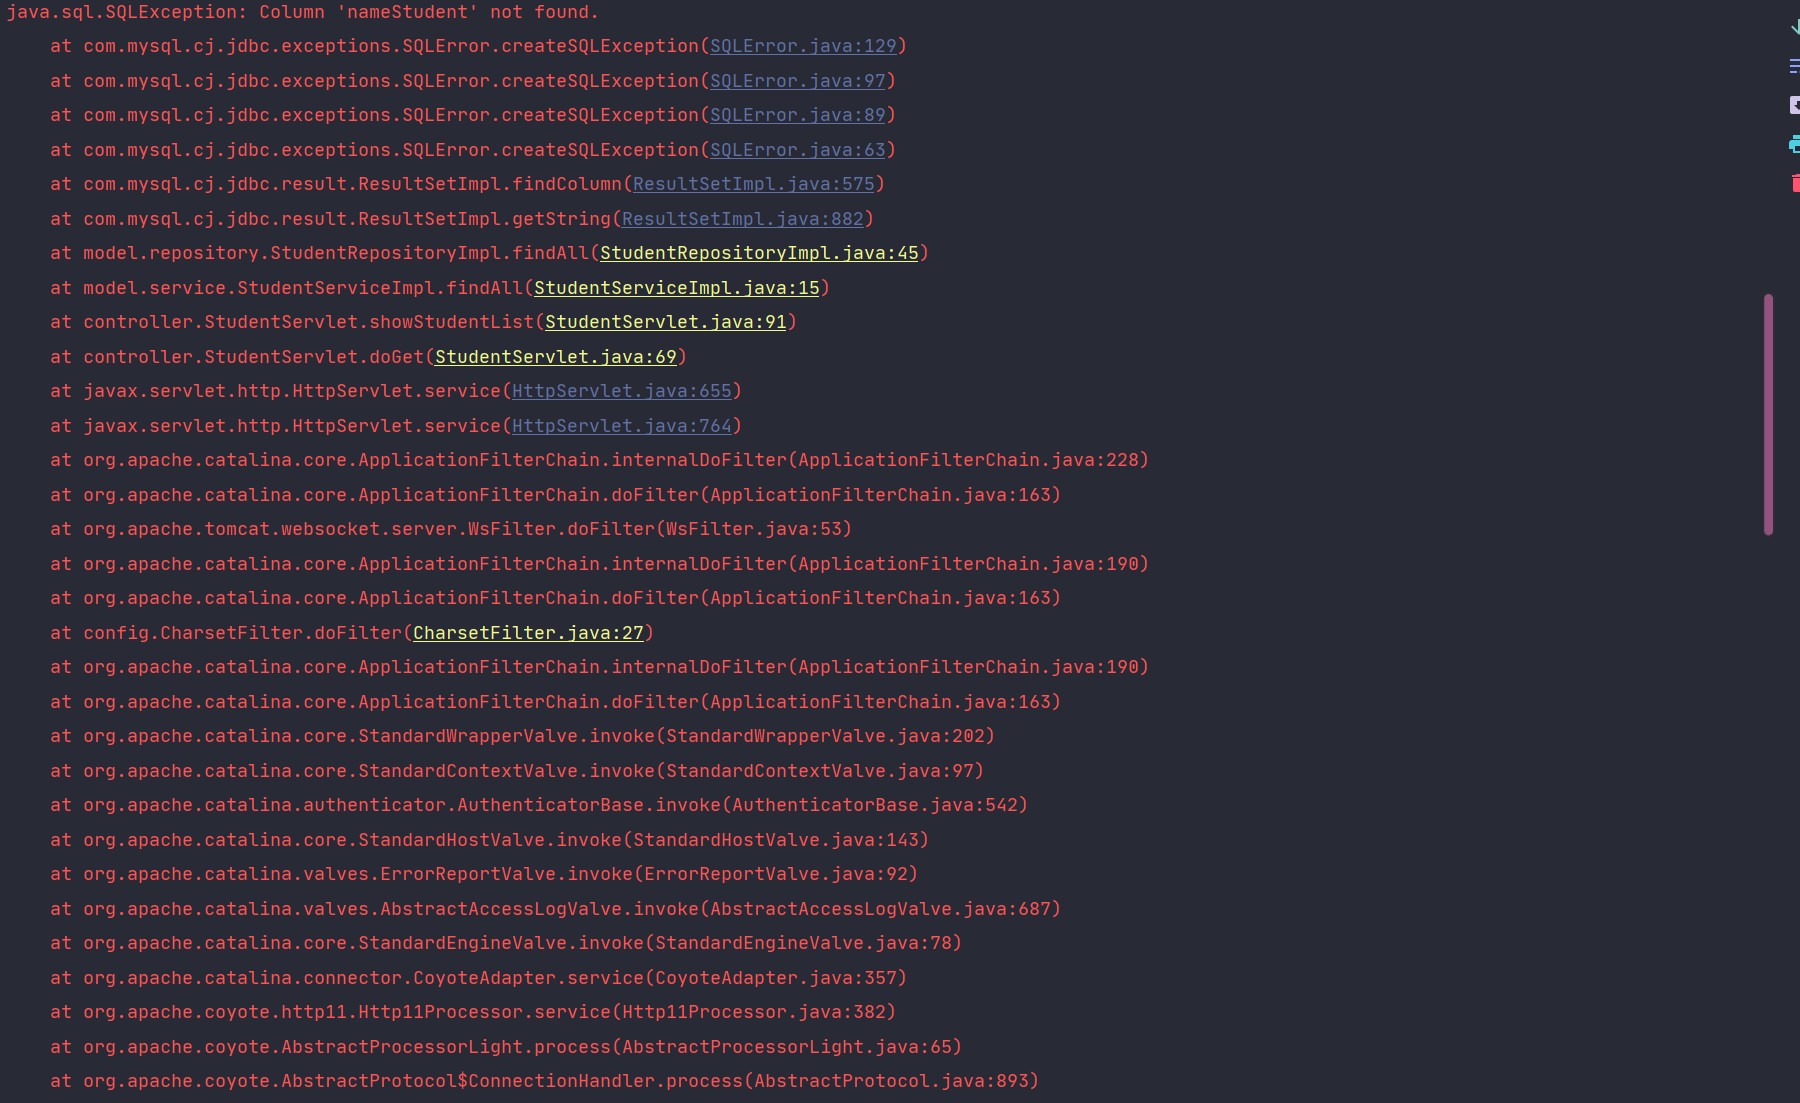 java.sql.SQLException: Column 'nameStudent' not found.
at com.mysql.cj.jdbc.exceptions.SQLError.createSQLException(SQLError.java:129)
at com.mysql.cj.jdbc.exceptions.SQLError.createSQLException(SQLError.java:97)
at com.mysql.cj.jdbc.exceptions.SQLError.createSQLException(SQLError.java:89)
at com.mysql.cj.jdbc.exceptions.SQLError.createSQLException(SQLError.java:63)
at com.mysql.cj.jdbc.result.ResultSetImpl.findColumn(ResultSetImpl.java:575)
at com.mysql.cj.jdbc.result.ResultSetImpl.getString(ResultSetImpl.java:882)
at model.repository.StudentRepositoryImpl.findAll(StudentRepositoryImpl.java:45)
at model.service.StudentServiceImpl.findAll(StudentServiceImpl.java:15)
at controller.StudentServlet.showStudentList(StudentServlet.java:91)
at controller.StudentServlet.doGet(StudentServlet.java:69)
at javax.servlet.http.HttpServlet.service(HttpServlet.java:655)
at javax.servlet.http.HttpServlet.service(HttpServlet.java:764)
at org.apache.catalina.core.ApplicationFilterChain.internalDoFilter(ApplicationFilterChain.java:228)
at org.apache.catalina.core.ApplicationFilterChain.doFilter(ApplicationFilterChain.java:163)
at org.apache.tomcat.websocket.server.WsFilter.doFilter(WsFilter.java:53)
at org.apache.catalina.core.ApplicationFilterChain.internalDoFilter(ApplicationFilterChain.java:190)
at org.apache.catalina.core.ApplicationFilterChain.doFilter(ApplicationFilterChain.java:163)
at config.CharsetFilter.doFilter(CharsetFilter.java:27)
at org.apache.catalina.core.ApplicationFilterChain.internalDoFilter(ApplicationFilterChain.java:190)
at org.apache.catalina.core.ApplicationFilterChain.doFilter(ApplicationFilterChain.java:163)
at org.apache.catalina.core.StandardWrapperValve.invoke(StandardWrapperValve.java:202)
at org.apache.catalina.core.StandardContextValve.invoke(StandardContextValve.java:97)
at org.apache.catalina.authenticator.AuthenticatorBase.invoke(AuthenticatorBase.java:542)
at org.apache.catalina.core.StandardHostValve.invoke(StandardHostValve.java:143)
at org.apache.catalina.valves.ErrorReportValve.invoke(ErrorReportValve.java:92)
at org.apache.catalina.valves.AbstractAccessLogValve.invoke(AbstractAccessLogValve.java:687)
at org.apache.catalina.core.StandardEngineValve.invoke(StandardEngineValve.java:78)
at org.apache.catalina.connector.CoyoteAdapter.service(CoyoteAdapter.java:357)
at org.apache.coyote.http11.Http11Processor.service(Http11Processor.java:382)
at org.apache.coyote.AbstractProcessorLight.process(AbstractProcessorLight.java:65)
at org.apache.coyote.AbstractProtocol$ConnectionHandler.process(AbstractProtocol.java:893)